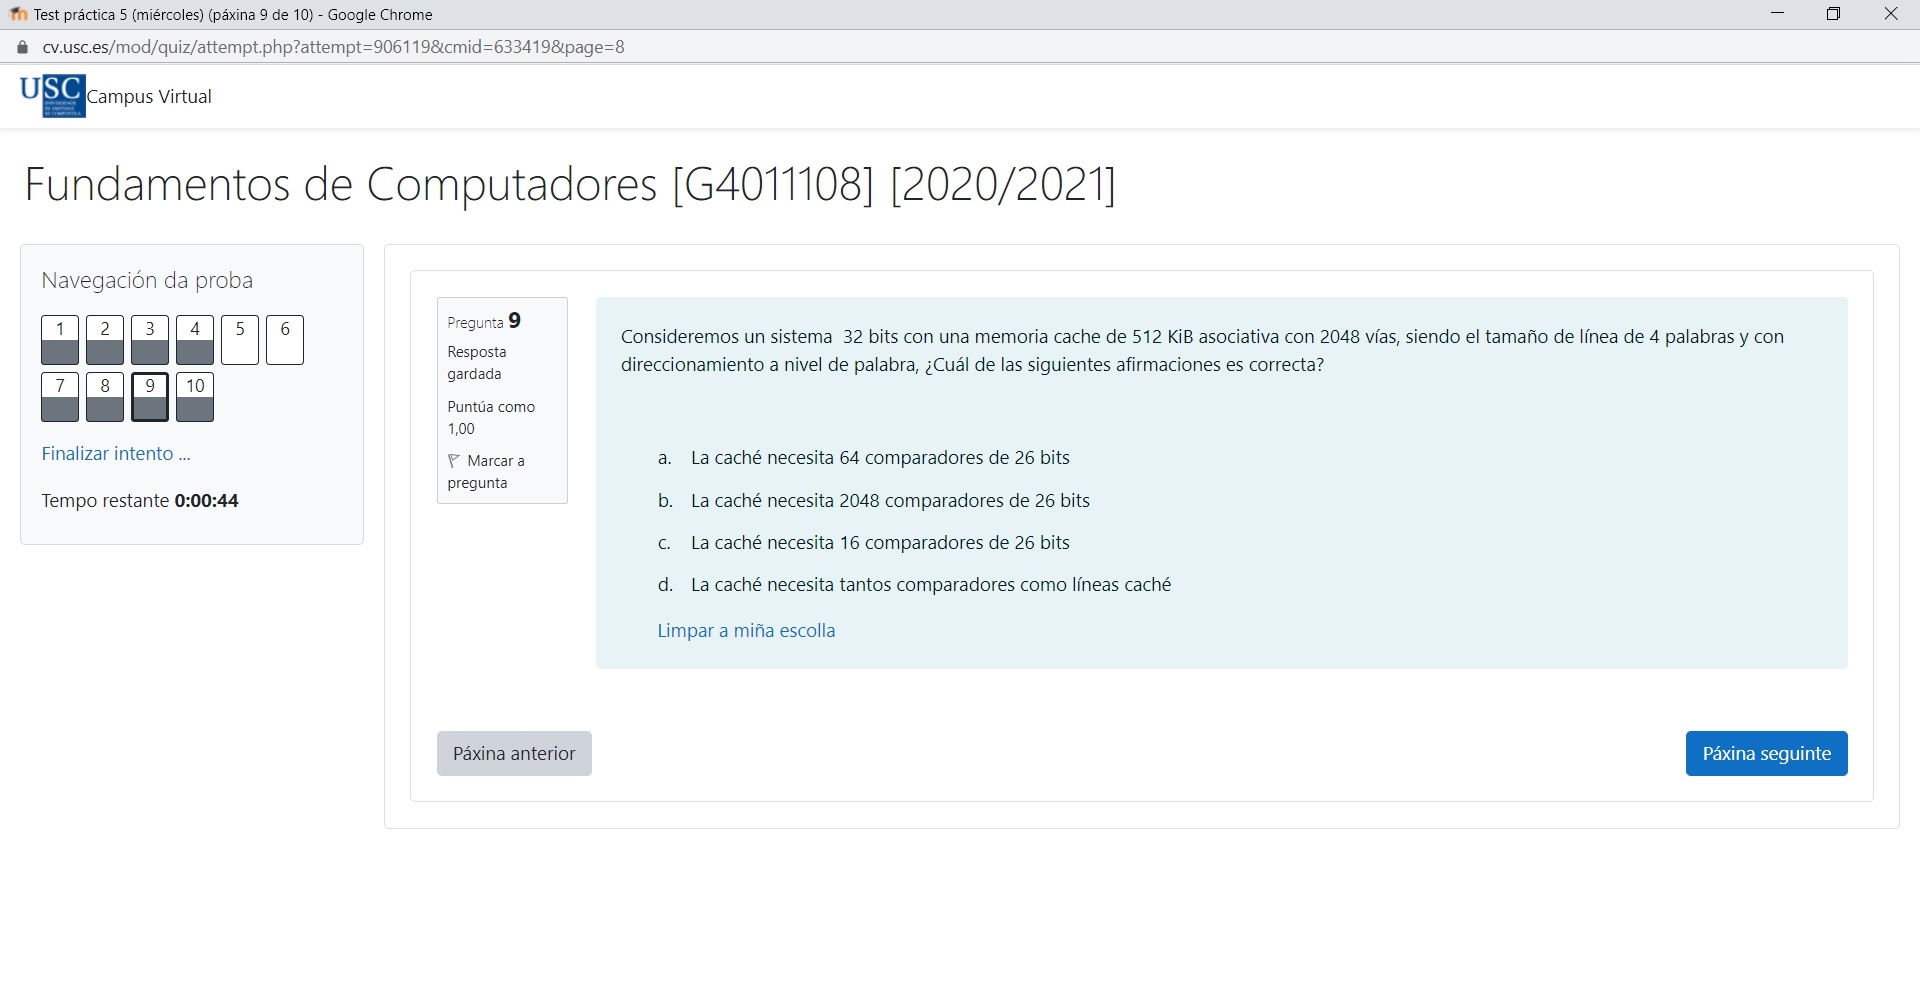 Test práctica 5 (miércoles) (páxina 9 de 10) - Google Chrome
cv.usc.es/mod/quiz/attempt.php?attempt=906119&cmid=633419&page=8
USC
Campus Virtual
Fundamentos de Computadores [G4011108] [2020/2021]
Navegación da proba
1 2 3 4 5 6
7 8 9 10
Finalizar intento ...
Tempo restante 0:00:44
Pregunta 9
Resposta
gardada
Puntúa como
1,00
Marcar a
pregunta
Consideremos un sistema  32 bits con una memoria cache de 512 KiB asociativa con 2048 vías, siendo el tamaño de línea de 4 palabras y con
direccionamiento a nivel de palabra, ¿Cuál de las siguientes afirmaciones es correcta?
a. La caché necesita 64 comparadores de 26 bits
b. La caché necesita 2048 comparadores de 26 bits
c. La caché necesita 16 comparadores de 26 bits
d. La caché necesita tantos comparadores como líneas caché
Limpar a miña escolla
Páxina anterior
Páxina seguinte